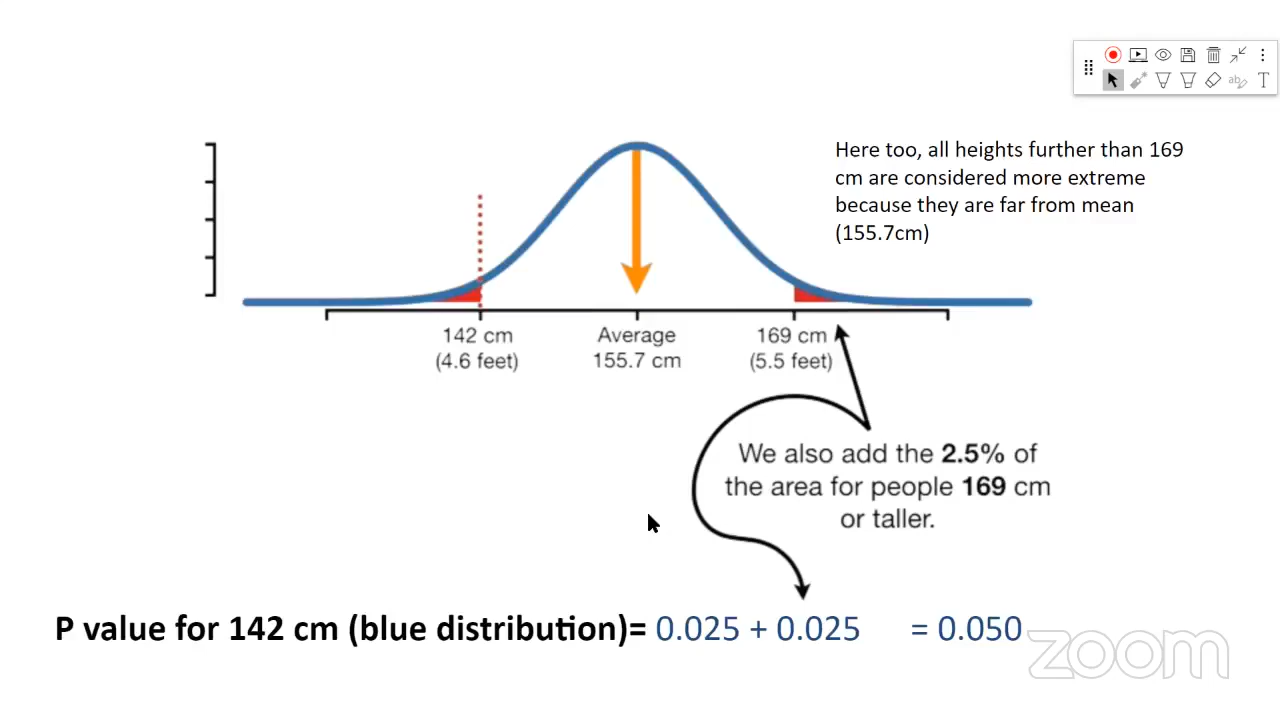 Here too, all heights further than 169
cm are considered more extreme
because they are far from mean
(155.7cm)
142 cm
(4.6 feet)
Average
155.7 cm
169 cm
(5.5 feet)
We also add the 2.5% of
the area for people 169 cm
or taller.
P value for 142 cm (blue distribution)= 0.025 + 0.025 = 0.050
zoom
ab
T